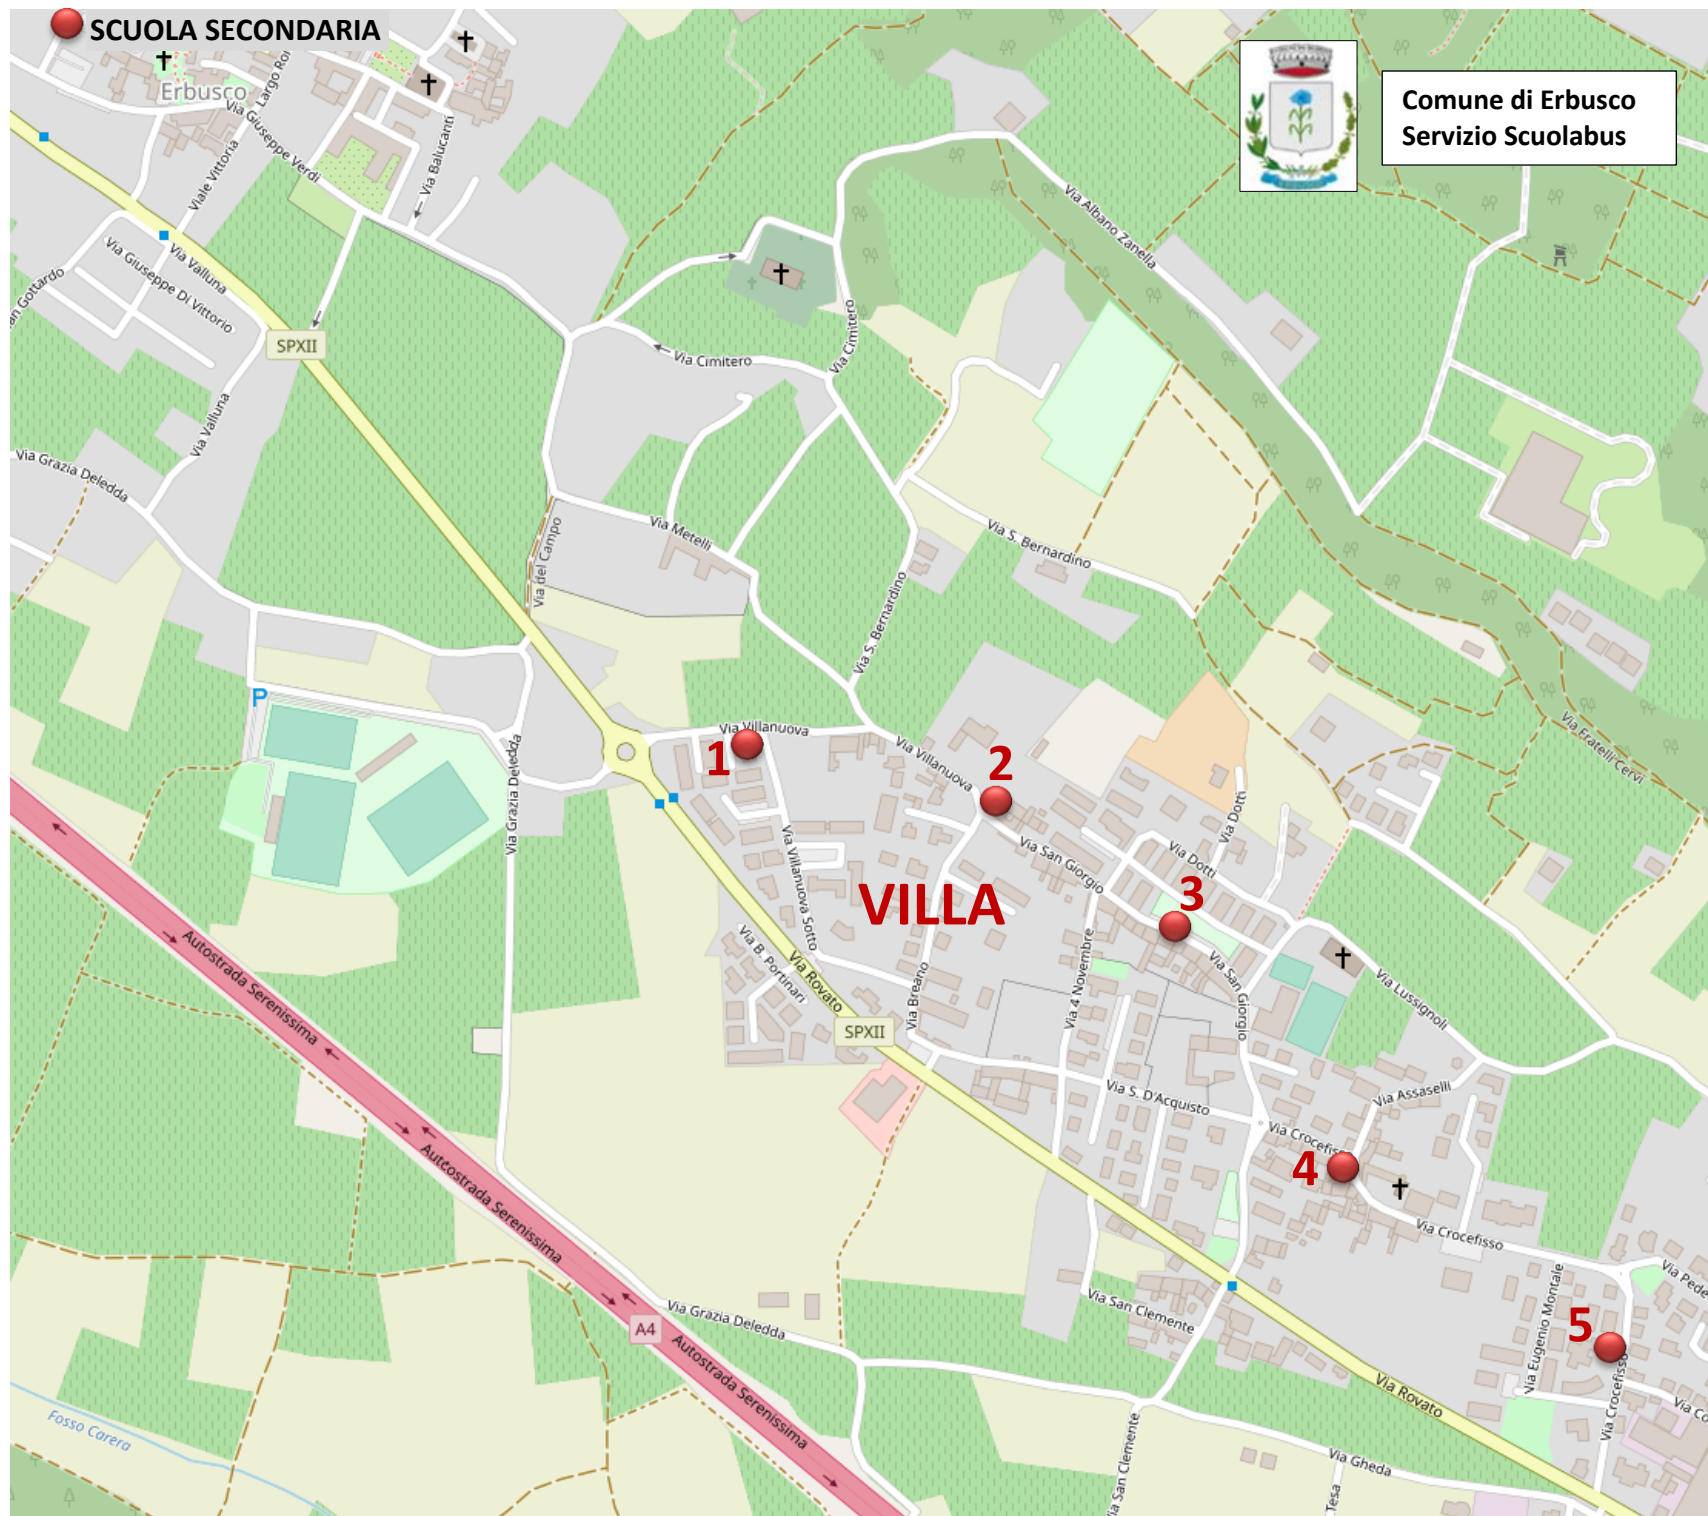 SCUOLA SECONDARIA
Comune di Erbusco
Servizio Scuolabus
Erbusco
Via Giuseppe Verdi
Viale Vittoria
Via Balucanti
Via Valluna
Via Giuseppe Di Vittorio
SPXII
Via Valluna
Via Grazia Deledda
Via Cimitero
Via Cimitero
Via Albano Zanella
Via Metelli
Via del Campo
Via S. Bernardino
Via S. Bernardino
P
Via Villanuova
1
Via Villanuova
2
Via Fratelli Cervi
Via Grazia Deledda
Via Villanuova Sotto
Via San Giorgio
Via Dotti
Via Dotti
3
VILLA
Via B. Portinari
Via Rovato
SPXII
Via Breano
Via 4 Novembre
Via San Giorgio
Via Lussignoli
Autostrada Serenissima
Via S. D'Acquisto
Via Assaselli
Via Crocefisso
4
Autostrada Serenissima
Via Crocefisso
Via Grazia Deledda
A4
Autostrada Serenissima
Via San Clemente
Via Eugenio Montale
5
Via Crocefisso
Via Rovato
Fosso Carera
Via San Clemente
Via Gheda
Tesa